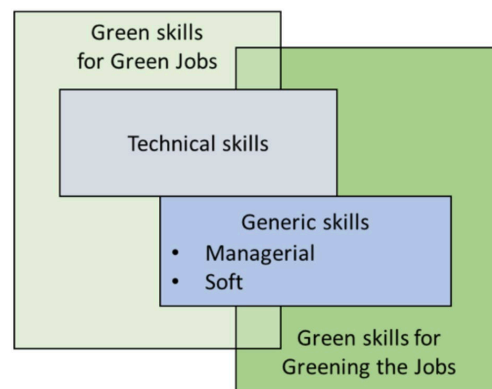 Green skills
for Green Jobs
Technical skills
Generic skills
• Managerial
• Soft
Green skills for
Greening the Jobs